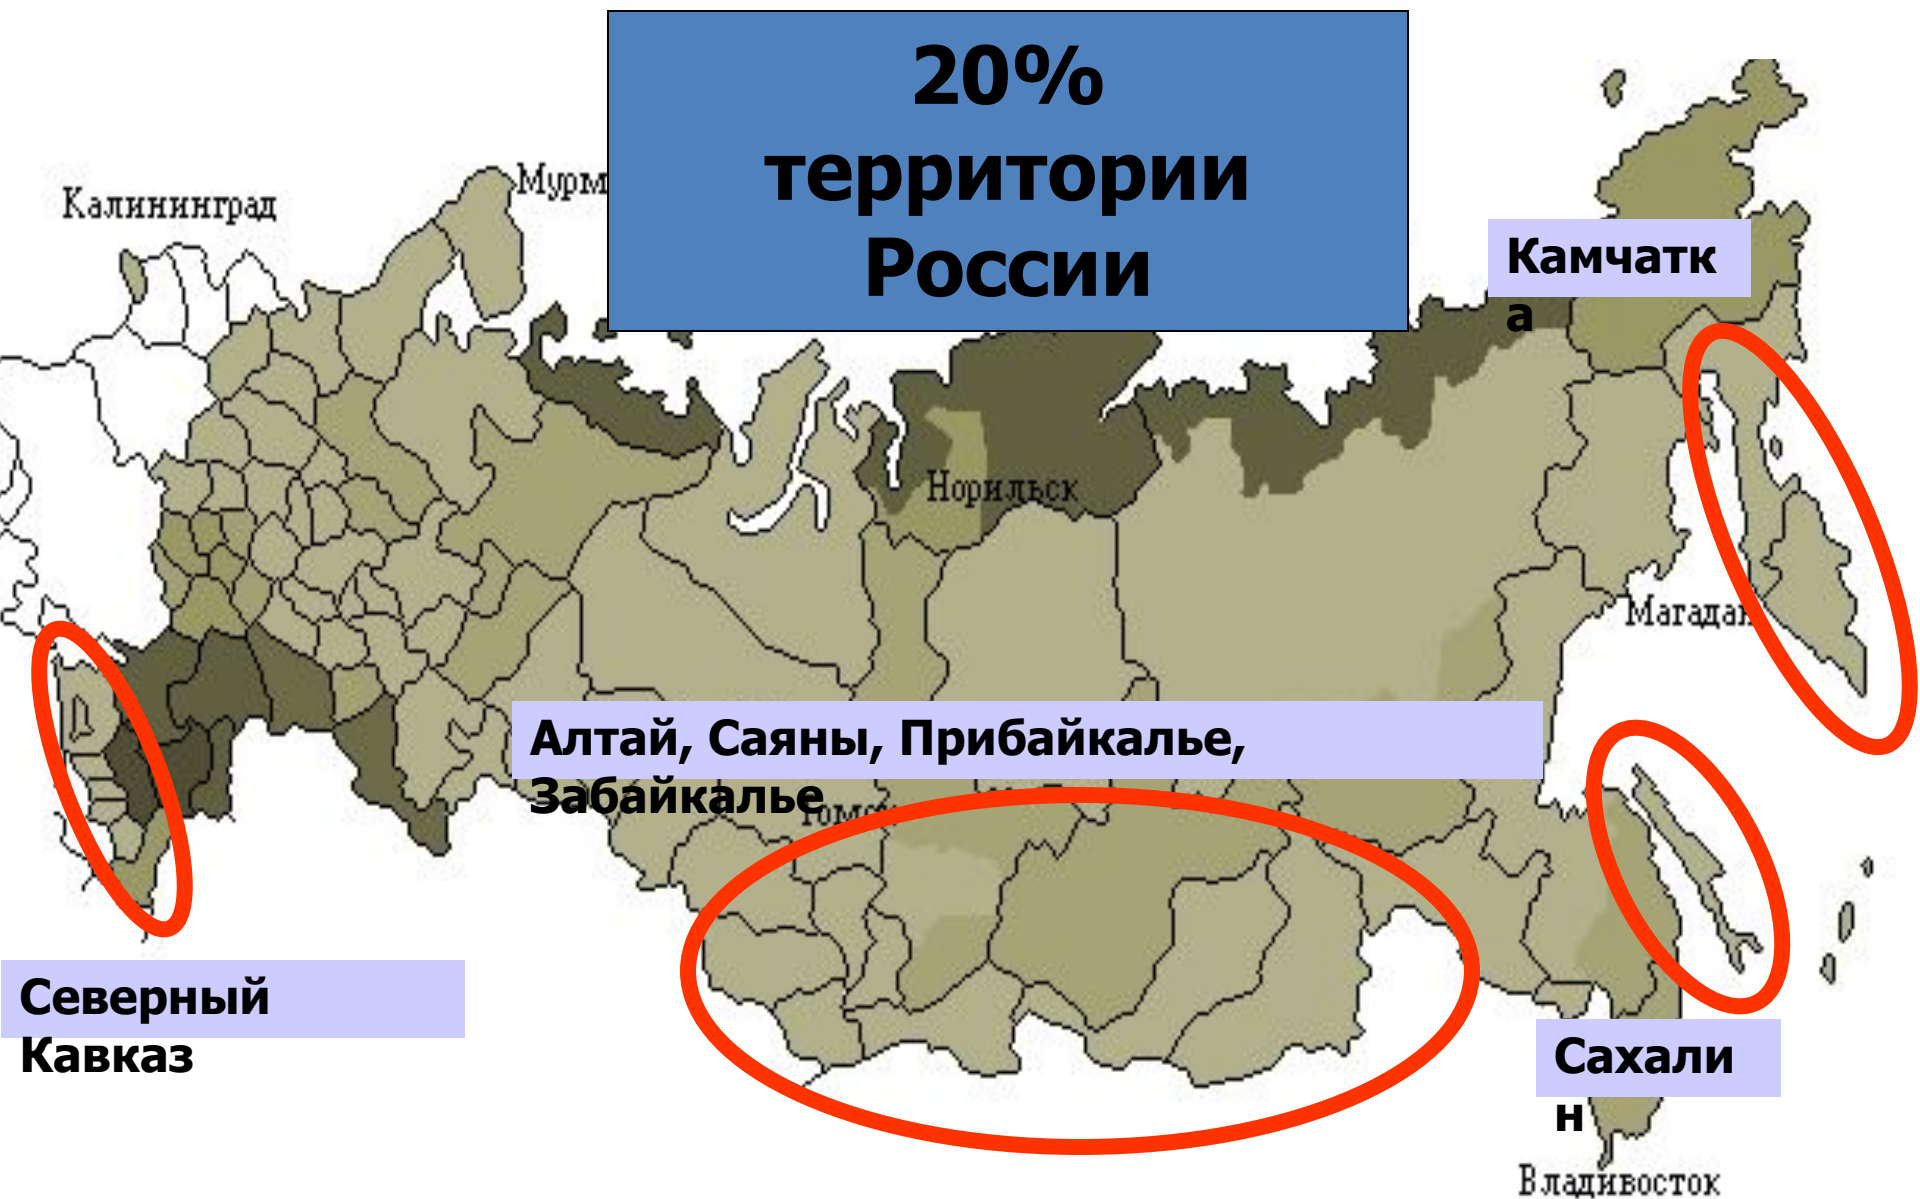 20%
территории
России
Мурм
Калининград
Камчатк
а
Норильск
Магадан
Алтай, Саяны, Прибайкалье,
Забайкалье
Северный
Кавказ
Сахали
н
Владивосток